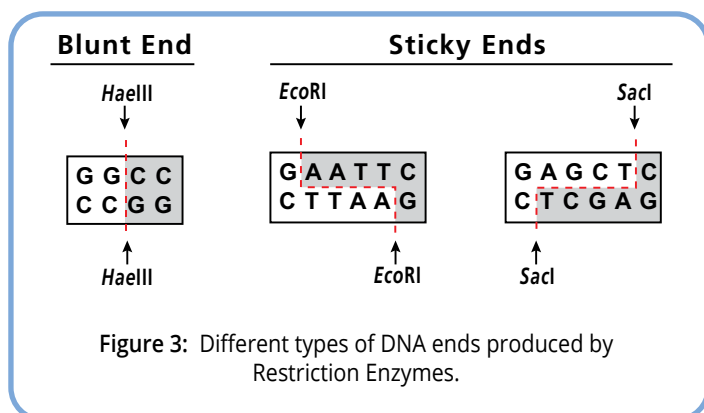 Blunt End
Sticky Ends
HaeIII
EcoRI
SacI
G G C C
C C G G
G A A T T C
C T T A A G
G A G C T C
C T C G A G
HaeIII
EcoRI
SacI
Figure 3: Different types of DNA ends produced by
Restriction Enzymes.